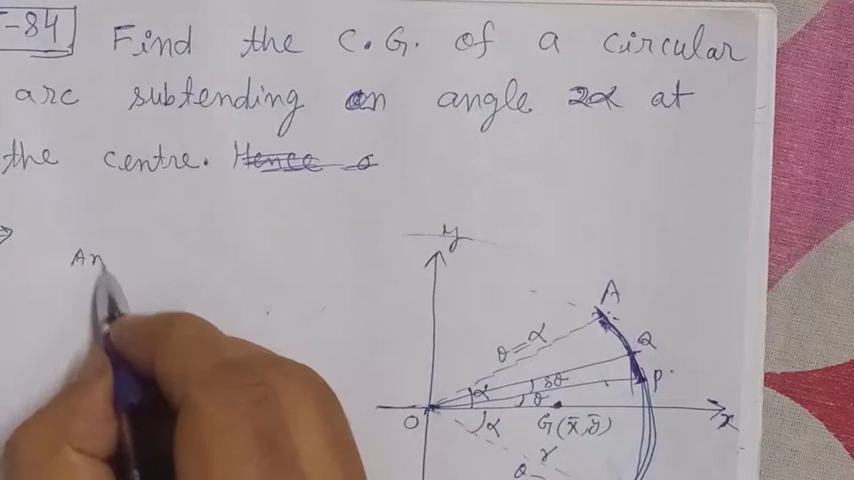 -84 Find the C.G. of a circular
arc subtending an angle 2α at
the centre. Hence
⇒
An
y
A
θ=α
Q
α
δθ
P
θ
O
α
G(x̄,ȳ)
x
r
θ-